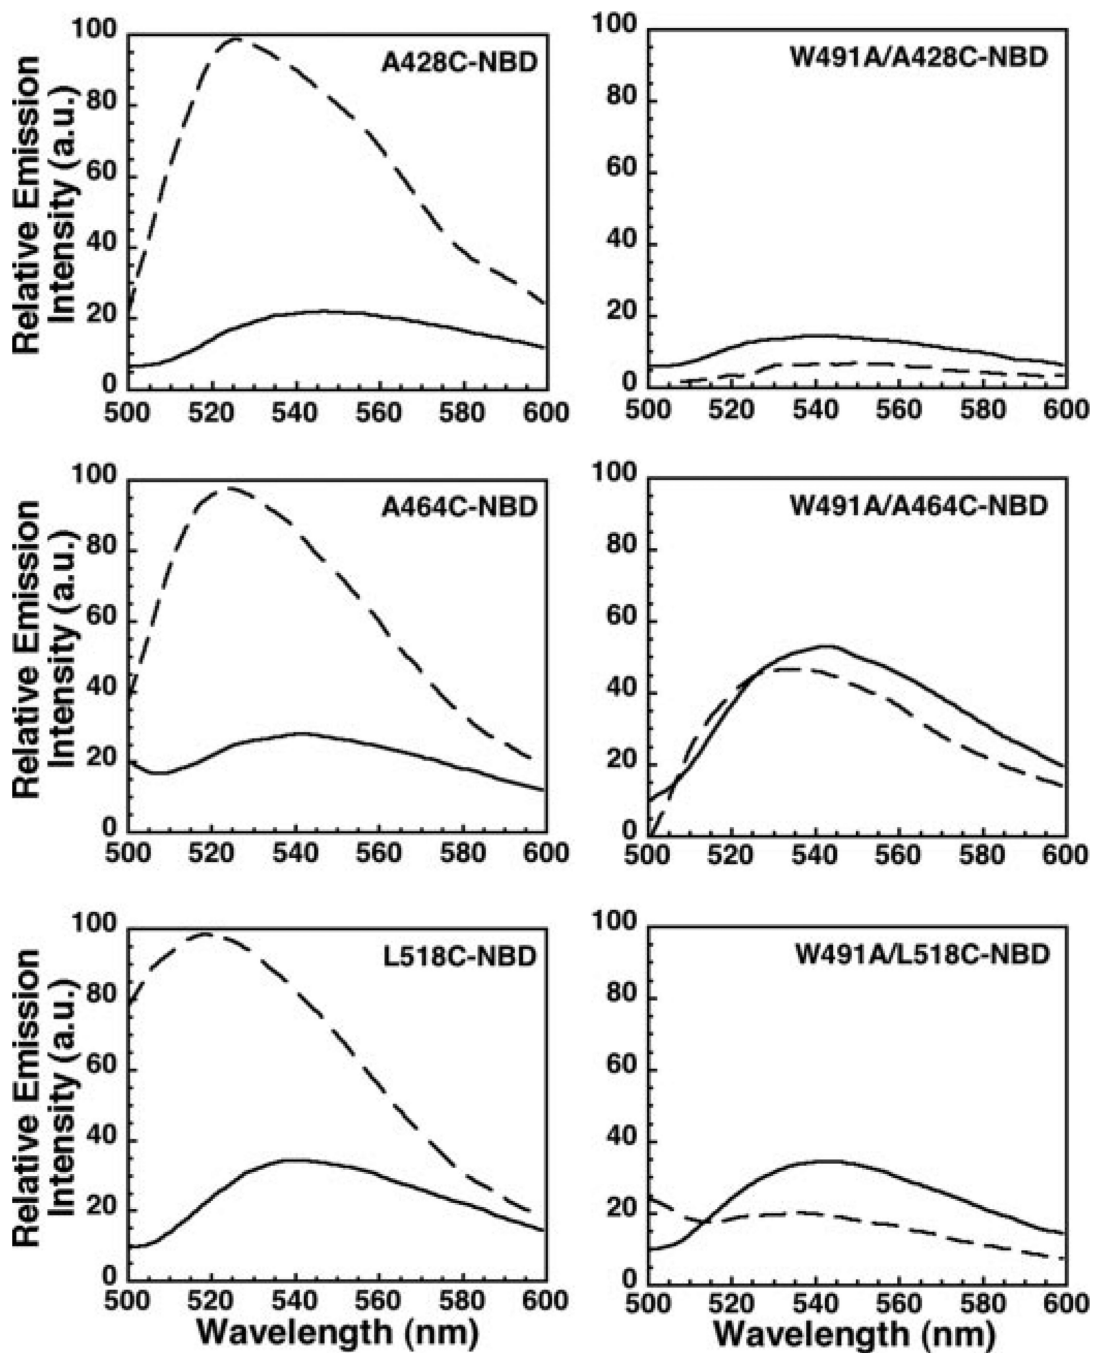 Relative Emission
Intensity (a.u.)
100
80
60
40
20
0
A428C-NBD
500 520 540 560 580 600
100
80
60
40
20
0
W491A/A428C-NBD
500 520 540 560 580 600
Relative Emission
Intensity (a.u.)
100
80
60
40
20
0
A464C-NBD
500 520 540 560 580 600
100
80
60
40
20
0
W491A/A464C-NBD
500 520 540 560 580 600
Relative Emission
Intensity (a.u.)
100
80
60
40
20
0
L518C-NBD
500 520 540 560 580 600
Wavelength (nm)
100
80
60
40
20
0
W491A/L518C-NBD
500 520 540 560 580 600
Wavelength (nm)